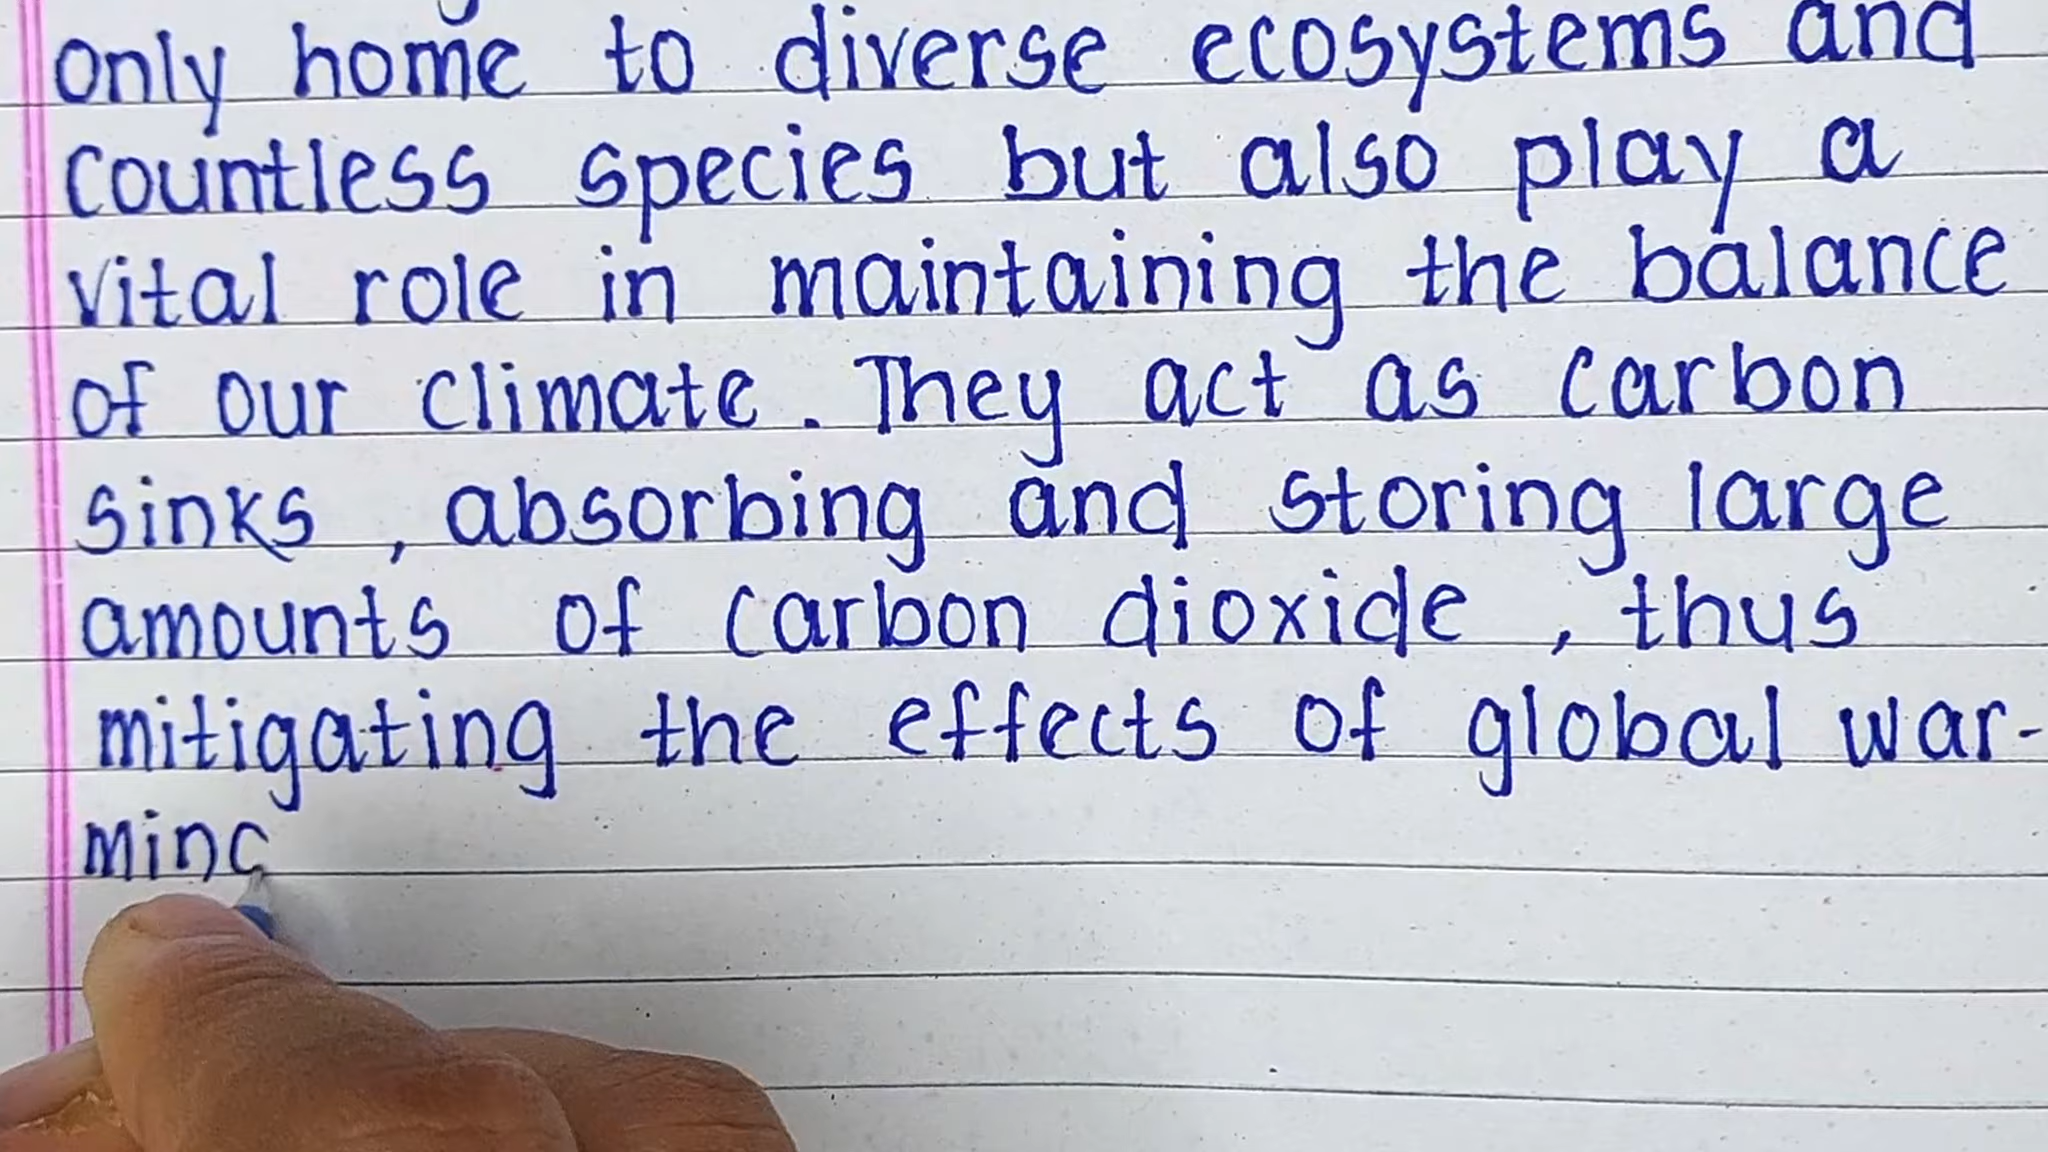 only home to diverse ecosystems and
countless species but also play a
vital role in maintaining the balance
of our climate. They act as carbon
sinks, absorbing and storing large
amounts of carbon dioxide, thus
mitigating the effects of global war-
minc